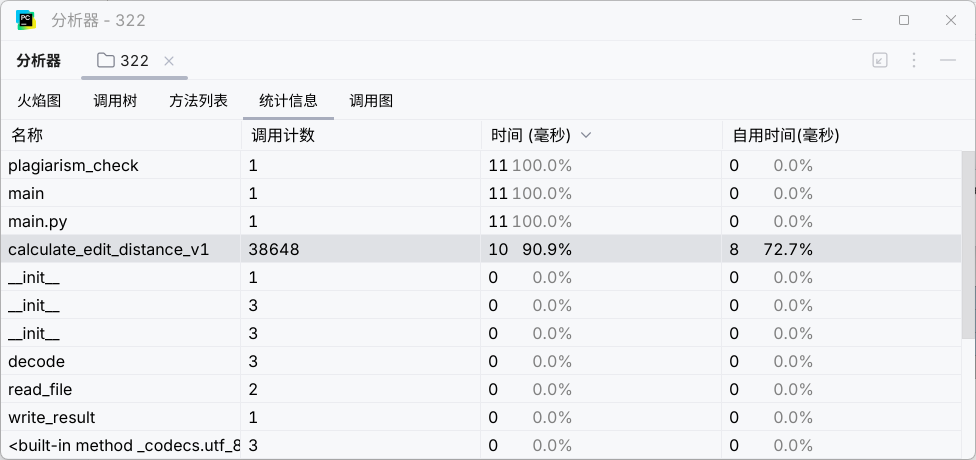 分析器 - 322
分析器 322
火焰图 调用树 方法列表 统计信息 调用图
名称 调用计数 时间 (毫秒) 自用时间(毫秒)
plagiarism_check 1 11 100.0% 0 0.0%
main 1 11 100.0% 0 0.0%
main.py 1 11 100.0% 0 0.0%
calculate_edit_distance_v1 38648 10 90.9% 8 72.7%
__init__ 1 0 0.0% 0 0.0%
__init__ 3 0 0.0% 0 0.0%
__init__ 3 0 0.0% 0 0.0%
decode 3 0 0.0% 0 0.0%
read_file 2 0 0.0% 0 0.0%
write_result 1 0 0.0% 0 0.0%
<built-in method _codecs.utf_8 3 0 0.0% 0 0.0%